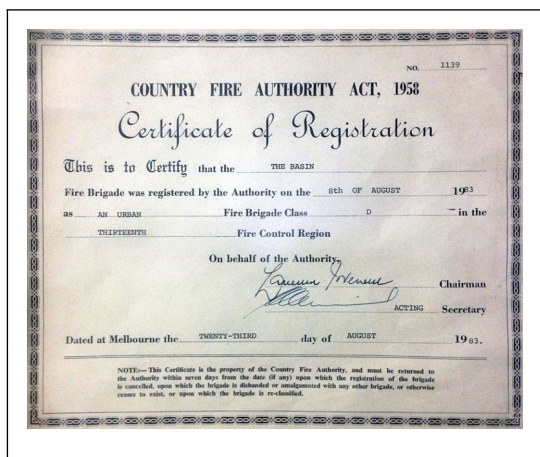 NO. 1139
COUNTRY FIRE AUTHORITY ACT, 1958
Certificate of Registration
This is to Certify that the THE BASIN
Fire Brigade was registered by the Authority on the 8th OF AUGUST 1983
as AN URBAN Fire Brigade Class D in the
THIRTEENTH Fire Control Region
On behalf of the Authority,
Chairman
ACTING Secretary
Dated at Melbourne the TWENTY-THIRD day of AUGUST 1983.
NOTE:—This Certificate is the property of the Country Fire Authority, and must be returned to
the Authority within seven days from the date (if any) upon which the registration of the brigade
is cancelled, upon which the brigade is disbanded or amalgamated with any other brigade, or otherwise
ceases to exist, or upon which the brigade is re-classified.